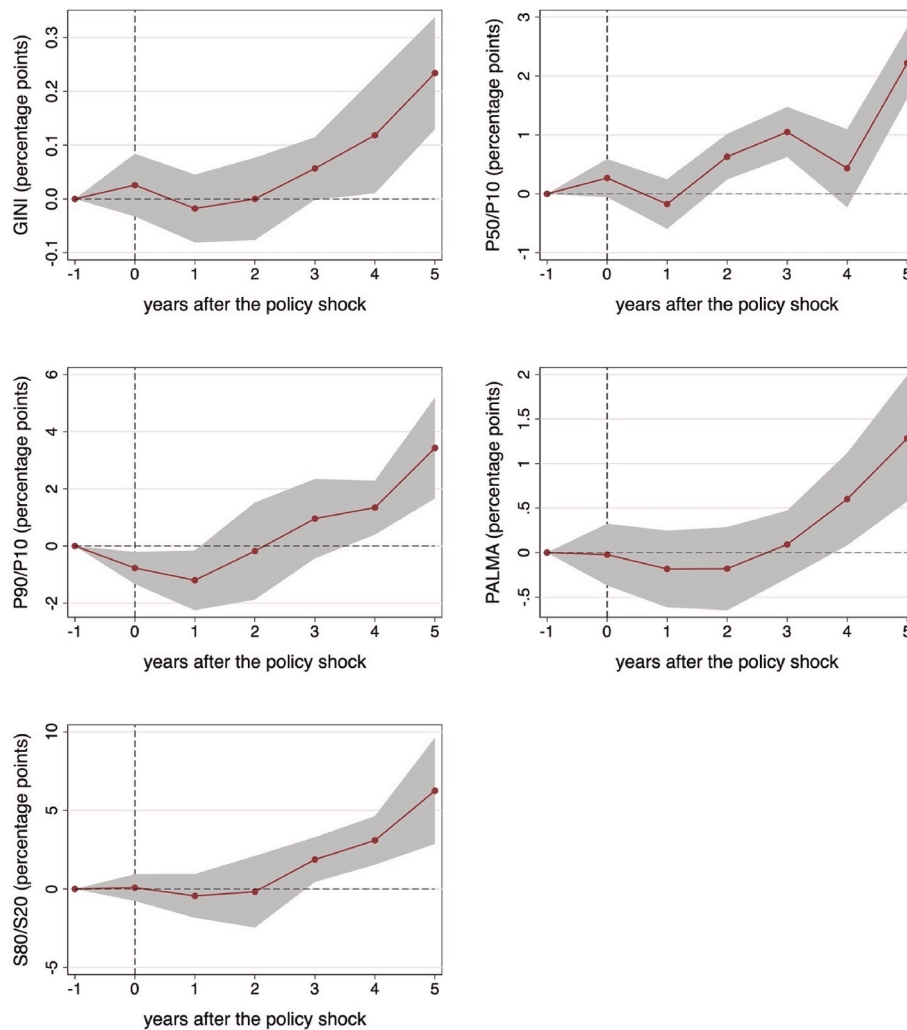 GINI (percentage points)
0.3
0.2
0.1
0.0
-0.1
-1 0 1 2 3 4 5
years after the policy shock
P50/P10 (percentage points)
3
2
1
0
-1
-1 0 1 2 3 4 5
years after the policy shock
P90/P10 (percentage points)
6
4
2
0
-2
-1 0 1 2 3 4 5
years after the policy shock
PALMA (percentage points)
2
1.5
1
.5
0
-.5
-1 0 1 2 3 4 5
years after the policy shock
S80/S20 (percentage points)
10
5
0
-5
-1 0 1 2 3 4 5
years after the policy shock